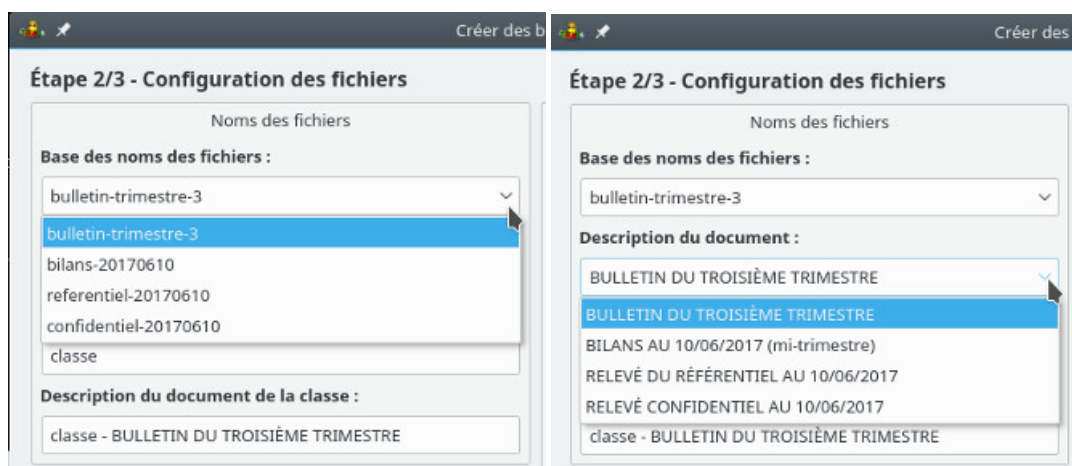 Créer des b
Étape 2/3 - Configuration des fichiers
Noms des fichiers
Base des noms des fichiers :
bulletin-trimestre-3
bulletin-trimestre-3
bilans-20170610
referentiel-20170610
confidentiel-20170610
classe
Description du document de la classe :
classe - BULLETIN DU TROISIÈME TRIMESTRE
Créer des
Étape 2/3 - Configuration des fichiers
Noms des fichiers
Base des noms des fichiers :
bulletin-trimestre-3
Description du document :
BULLETIN DU TROISIÈME TRIMESTRE
BULLETIN DU TROISIÈME TRIMESTRE
BILANS AU 10/06/2017 (mi-trimestre)
RELEVÉ DU RÉFÉRENTIEL AU 10/06/2017
RELEVÉ CONFIDENTIEL AU 10/06/2017
classe - BULLETIN DU TROISIÈME TRIMESTRE